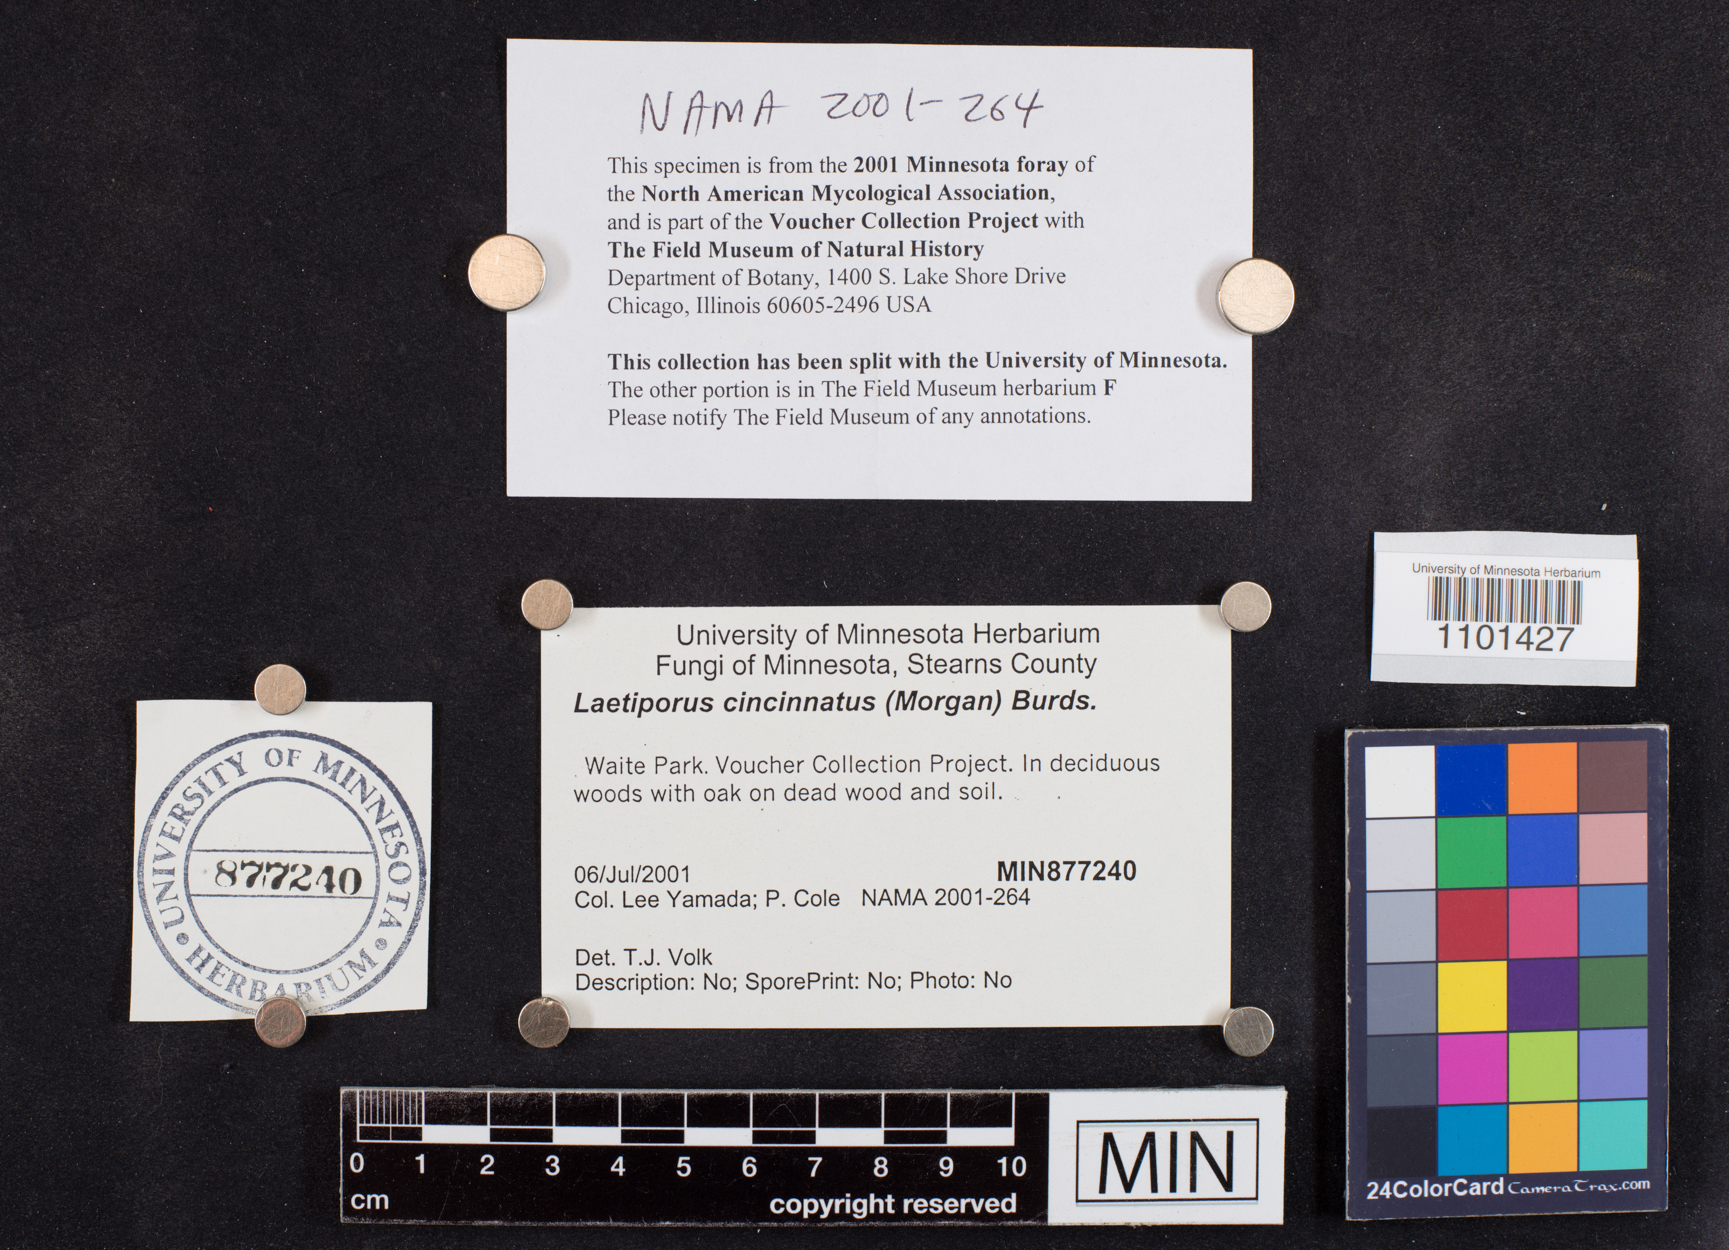 NAMA 2001-264
This specimen is from the 2001 Minnesota foray of
the North American Mycological Association,
and is part of the Voucher Collection Project with
The Field Museum of Natural History
Department of Botany, 1400 S. Lake Shore Drive
Chicago, Illinois 60605-2496 USA
This collection has been split with the University of Minnesota.
The other portion is in The Field Museum herbarium F
Please notify The Field Museum of any annotations.
University of Minnesota Herbarium
1101427
University of Minnesota Herbarium
Fungi of Minnesota, Stearns County
Laetiporus cincinnatus (Morgan) Burds.
Waite Park. Voucher Collection Project. In deciduous
woods with oak on dead wood and soil.
06/Jul/2001 MIN877240
Col. Lee Yamada; P. Cole NAMA 2001-264
Det. T.J. Volk
Description: No; SporePrint: No; Photo: No
UNIVERSITY OF MINNESOTA
877240
HERBARIUM
0 1 2 3 4 5 6 7 8 9 10
cm copyright reserved
MIN
24ColorCard CameraTrax.com